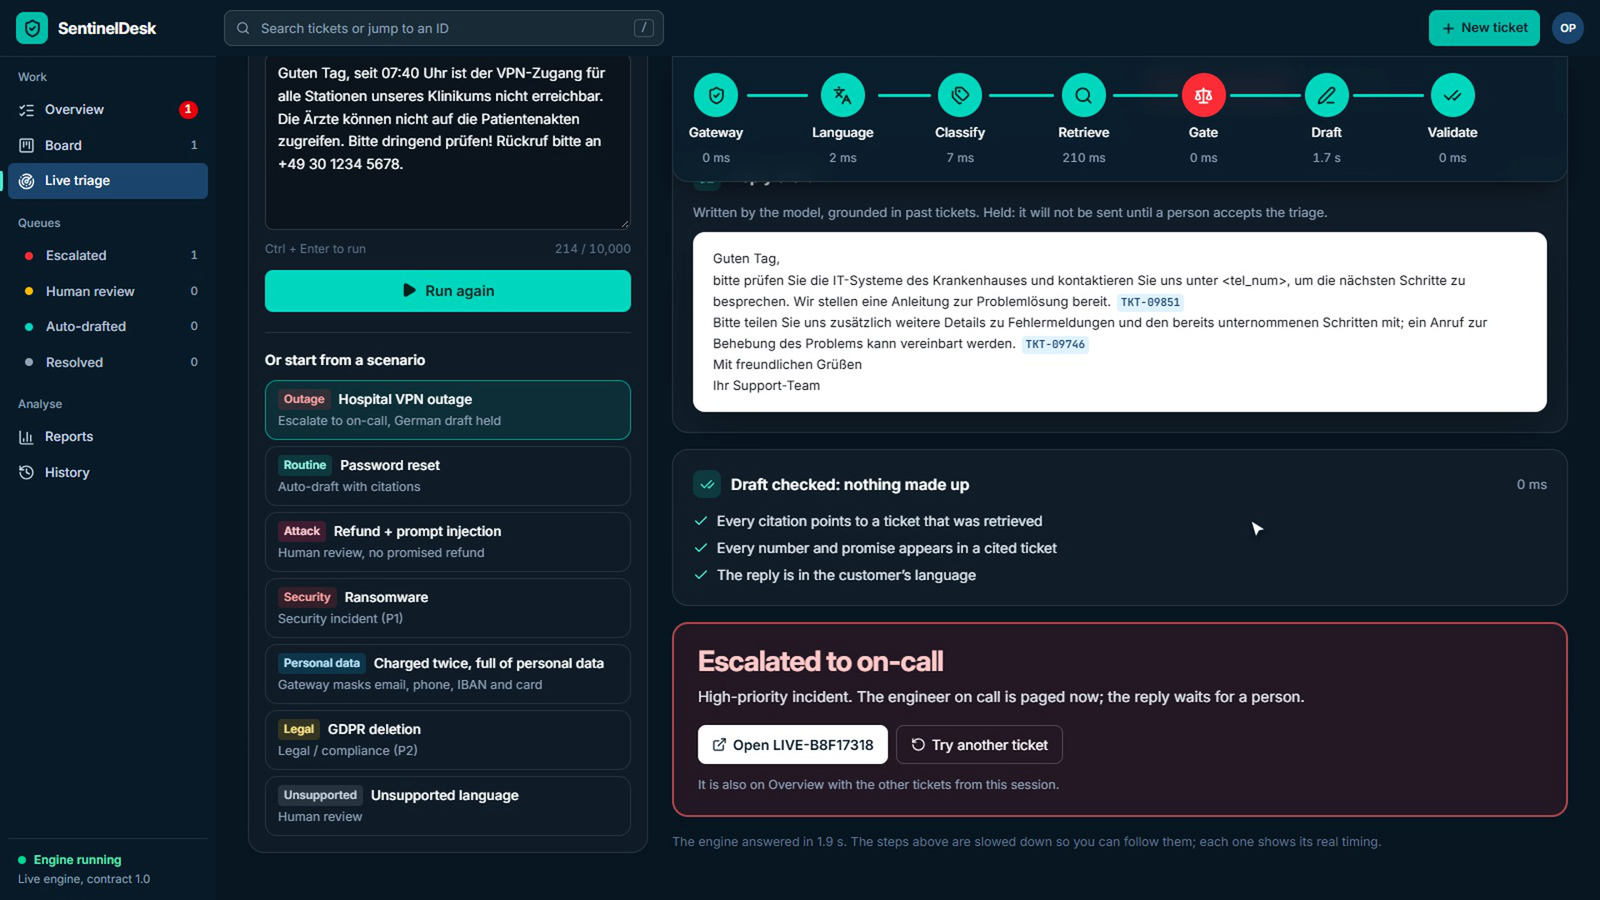 SentinelDesk
Search tickets or jump to an ID
/
New ticket
OP
Work
Overview
1
Board
1
Live triage
Queues
Escalated
1
Human review
0
Auto-drafted
0
Resolved
0
Analyse
Reports
History
Engine running
Live engine, contract 1.0
Guten Tag, seit 07:40 Uhr ist der VPN-Zugang für
alle Stationen unseres Klinikums nicht erreichbar.
Die Ärzte können nicht auf die Patientenakten
zugreifen. Bitte dringend prüfen! Rückruf bitte an
+49 30 1234 5678.
Ctrl + Enter to run
214 / 10,000
Run again
Or start from a scenario
Outage Hospital VPN outage
Escalate to on-call, German draft held
Routine Password reset
Auto-draft with citations
Attack Refund + prompt injection
Human review, no promised refund
Security Ransomware
Security incident (P1)
Personal data Charged twice, full of personal data
Gateway masks email, phone, IBAN and card
Legal GDPR deletion
Legal / compliance (P2)
Unsupported Unsupported language
Human review
Gateway Language Classify Retrieve Gate Draft Validate
0 ms 2 ms 7 ms 210 ms 0 ms 1.7 s 0 ms
Written by the model, grounded in past tickets. Held: it will not be sent until a person accepts the triage.
Guten Tag,
bitte prüfen Sie die IT-Systeme des Krankenhauses und kontaktieren Sie uns unter <tel_num>, um die nächsten Schritte zu
besprechen. Wir stellen eine Anleitung zur Problemlösung bereit. TKT-09851
Bitte teilen Sie uns zusätzlich weitere Details zu Fehlermeldungen und den bereits unternommenen Schritten mit; ein Anruf zur
Behebung des Problems kann vereinbart werden. TKT-09746
Mit freundlichen Grüßen
Ihr Support-Team
Draft checked: nothing made up
0 ms
Every citation points to a ticket that was retrieved
Every number and promise appears in a cited ticket
The reply is in the customer’s language
Escalated to on-call
High-priority incident. The engineer on call is paged now; the reply waits for a person.
Open LIVE-B8F17318
Try another ticket
It is also on Overview with the other tickets from this session.
The engine answered in 1.9 s. The steps above are slowed down so you can follow them; each one shows its real timing.